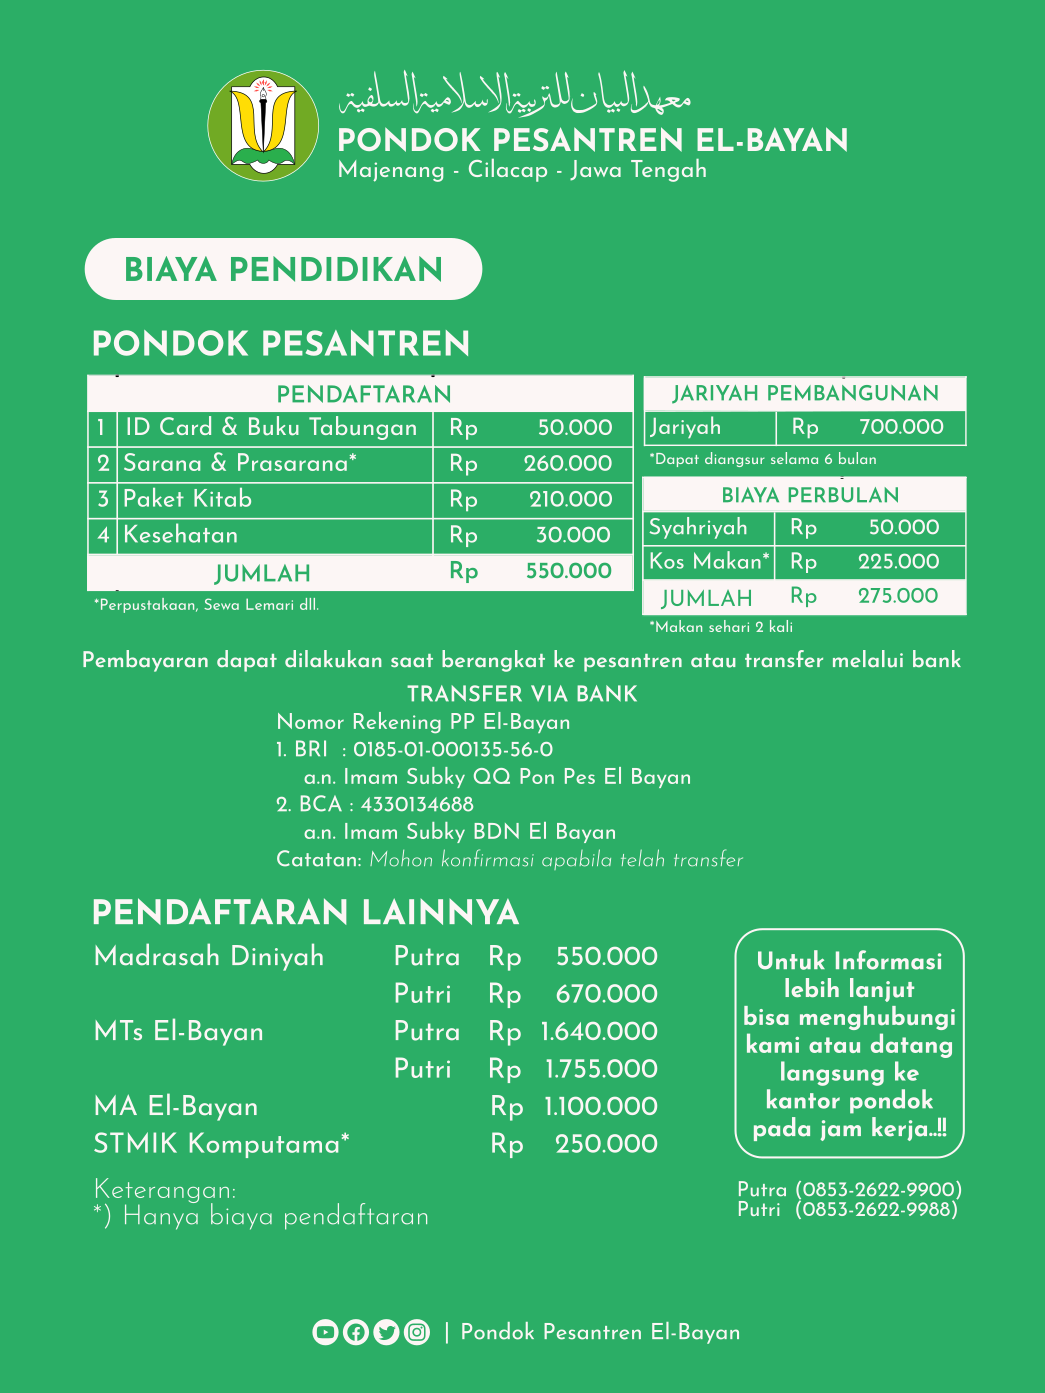 معهد البيان للتربية الإسلامية السلفية
PONDOK PESANTREN EL-BAYAN
Majenang - Cilacap - Jawa Tengah
BIAYA PENDIDIKAN
PONDOK PESANTREN
PENDAFTARAN
1 ID Card & Buku Tabungan Rp 50.000
2 Sarana & Prasarana* Rp 260.000
3 Paket Kitab Rp 210.000
4 Kesehatan Rp 30.000
JUMLAH Rp 550.000
*Perpustakaan, Sewa Lemari dll.
JARIYAH PEMBANGUNAN
Jariyah Rp 700.000
*Dapat diangsur selama 6 bulan
BIAYA PERBULAN
Syahriyah Rp 50.000
Kos Makan* Rp 225.000
JUMLAH Rp 275.000
*Makan sehari 2 kali
Pembayaran dapat dilakukan saat berangkat ke pesantren atau transfer melalui bank
TRANSFER VIA BANK
Nomor Rekening PP El-Bayan
1. BRI : 0185-01-000135-56-0
a.n. Imam Subky QQ Pon Pes El Bayan
2. BCA : 4330134688
a.n. Imam Subky BDN El Bayan
Catatan: Mohon konfirmasi apabila telah transfer
PENDAFTARAN LAINNYA
Madrasah Diniyah Putra Rp 550.000
Putri Rp 670.000
MTs El-Bayan Putra Rp 1.640.000
Putri Rp 1.755.000
MA El-Bayan Rp 1.100.000
STMIK Komputama* Rp 250.000
Keterangan:
*) Hanya biaya pendaftaran
Untuk Informasi
lebih lanjut
bisa menghubungi
kami atau datang
langsung ke
kantor pondok
pada jam kerja..!!
Putra (0853-2622-9900)
Putri (0853-2622-9988)
| Pondok Pesantren El-Bayan